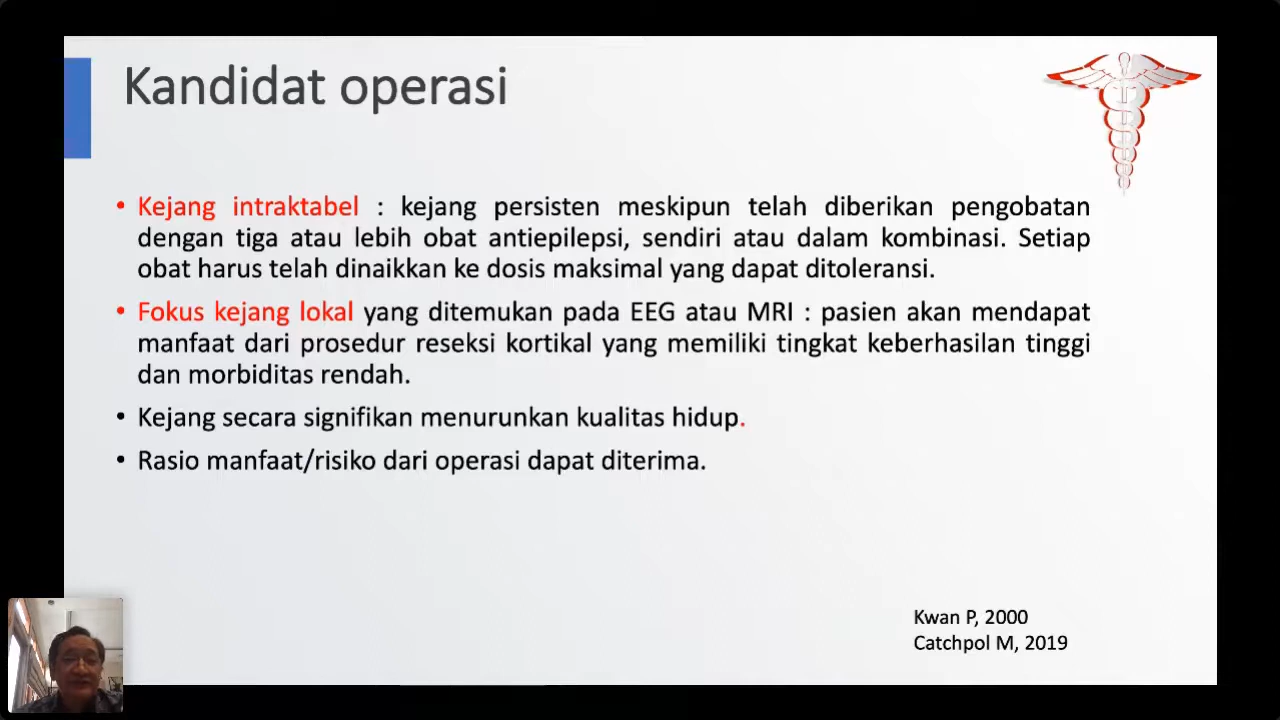 Kandidat operasi
• Kejang intraktabel : kejang persisten meskipun telah diberikan pengobatan
dengan tiga atau lebih obat antiepilepsi, sendiri atau dalam kombinasi. Setiap
obat harus telah dinaikkan ke dosis maksimal yang dapat ditoleransi.
• Fokus kejang lokal yang ditemukan pada EEG atau MRI : pasien akan mendapat
manfaat dari prosedur reseksi kortikal yang memiliki tingkat keberhasilan tinggi
dan morbiditas rendah.
• Kejang secara signifikan menurunkan kualitas hidup.
• Rasio manfaat/risiko dari operasi dapat diterima.
Kwan P, 2000
Catchpol M, 2019